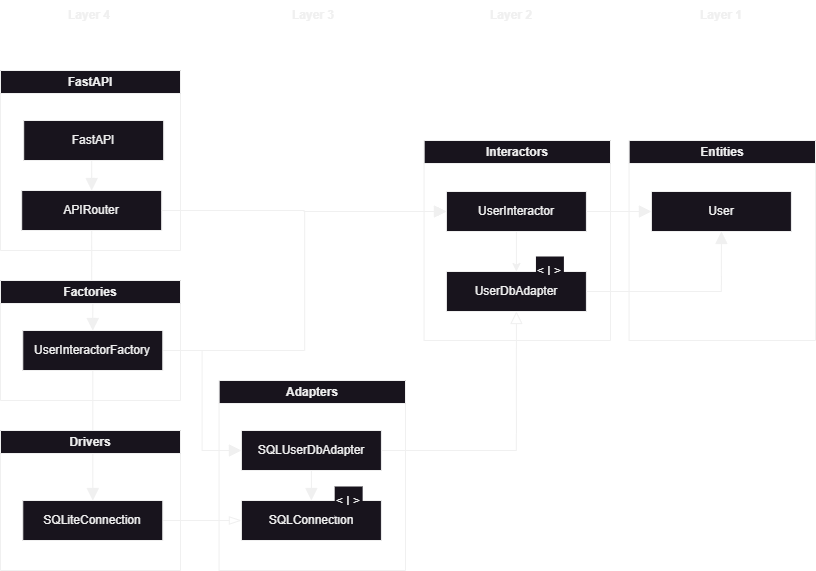 Layer 4
Layer 3
Layer 2
Layer 1
FastAPI
FastAPI
APIRouter
Interactors
UserInteractor
<|>
UserDbAdapter
Entities
User
Factories
UserInteractorFactory
Adapters
SQLUserDbAdapter
<|>
SQLConnection
Drivers
SQLiteConnection